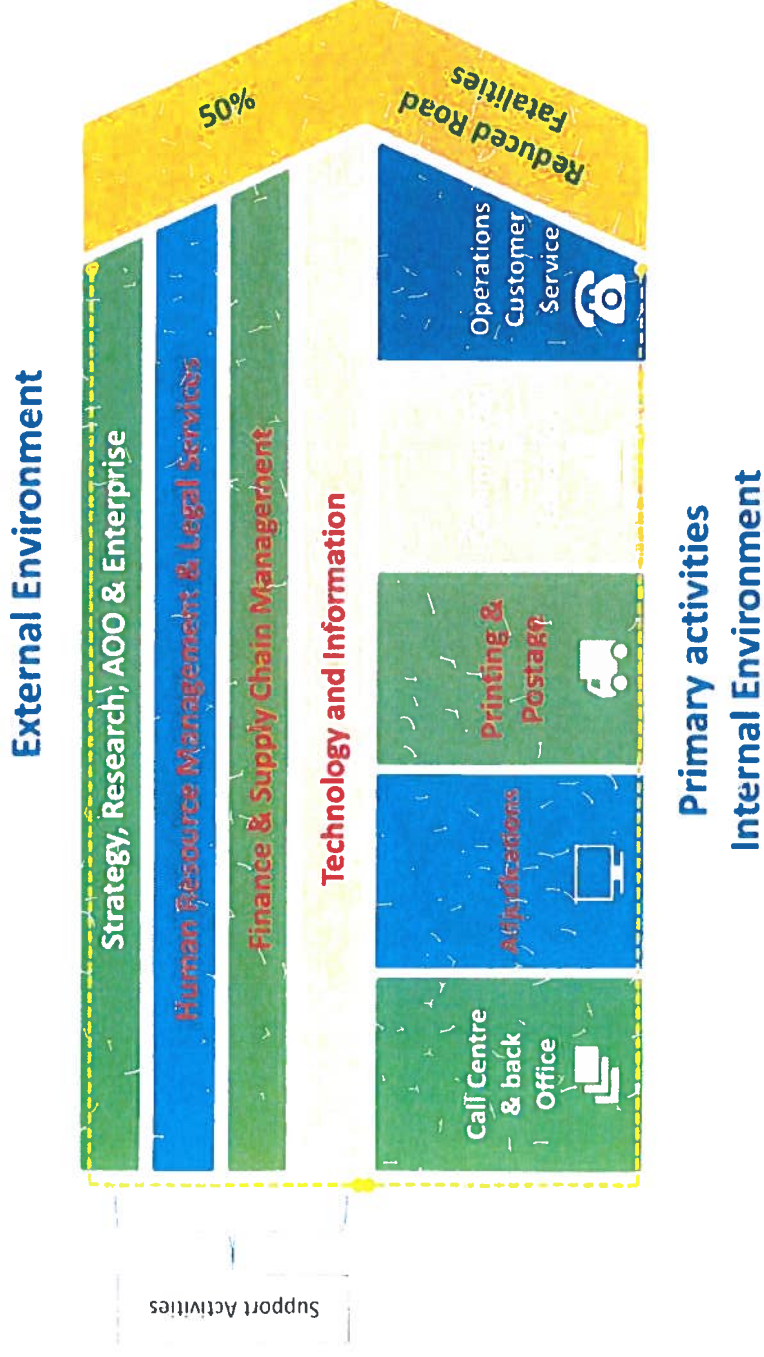 External Environment
Support Activities
Strategy, Research, AOO & Enterprise
Human Resource Management & Legal Services
Finance & Supply Chain Management
Technology and Information
50%
Reduced Road
Fatalities
Call Centre
& back
Office
Adjudications
Printing &
Postage
Operations
Customer
Service
Primary activities
Internal Environment